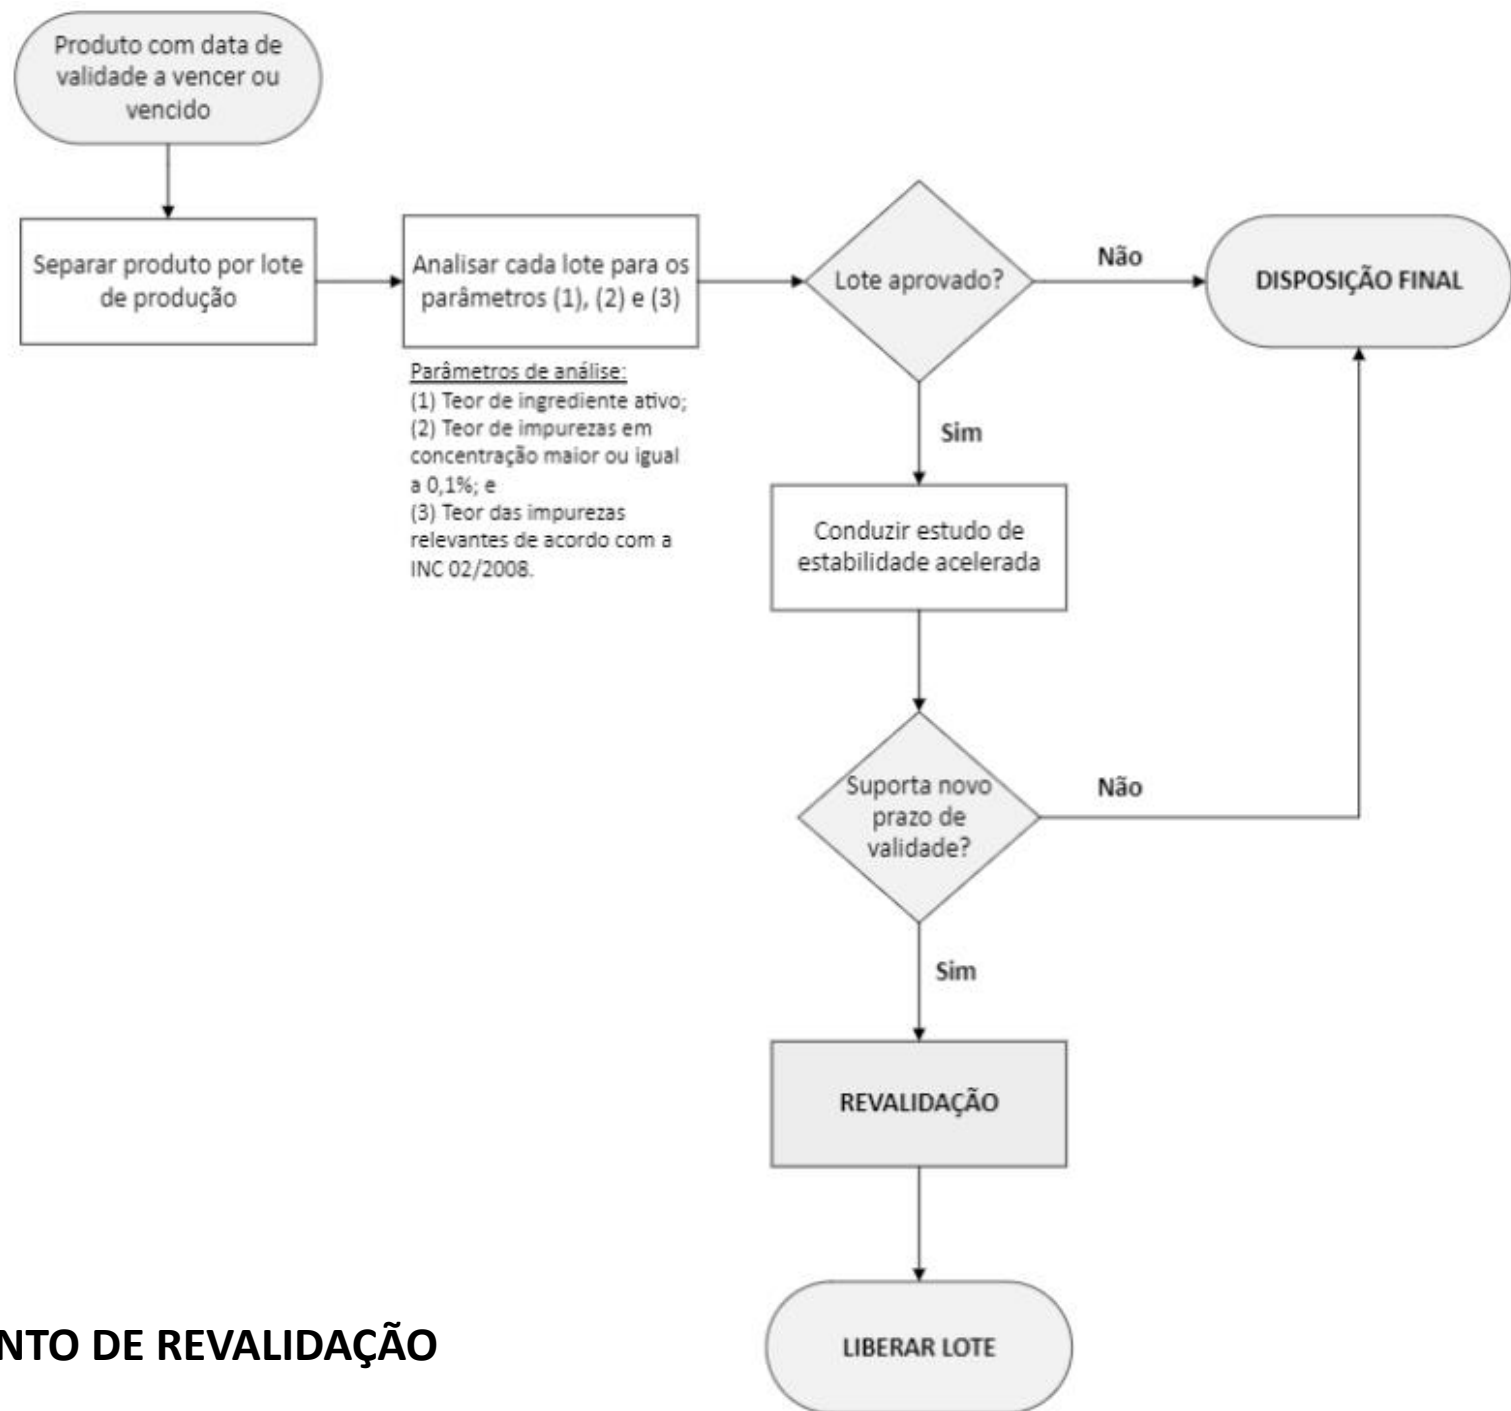 Produto com data de
validade a vencer ou
vencido
Separar produto por lote
de produção
Analisar cada lote para os
parâmetros (1), (2) e (3)
Parâmetros de análise:
(1) Teor de ingrediente ativo;
(2) Teor de impurezas em
concentração maior ou igual
a 0,1%; e
(3) Teor das impurezas
relevantes de acordo com a
INC 02/2008.
Lote aprovado?
Não
DISPOSIÇÃO FINAL
Sim
Conduzir estudo de
estabilidade acelerada
Suporta novo
prazo de
validade?
Não
Sim
REVALIDAÇÃO
LIBERAR LOTE
NTO DE REVALIDAÇÃO